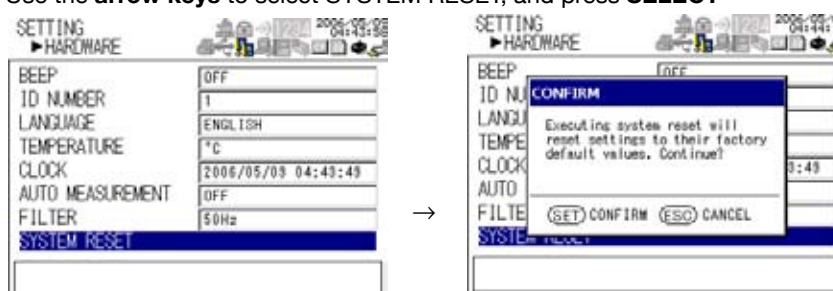 Use the arrow keys to select SYSTEM RESET, and press SELECT
SETTING
►HARDWARE
BEEP OFF
ID NUMBER 1
LANGUAGE ENGLISH
TEMPERATURE °C
CLOCK 2006/05/09 04:43:49
AUTO MEASUREMENT OFF
FILTER 50Hz
SYSTEM RESET
→
SETTING
►HARDWARE
BEEP OFF
ID NU
LANGU
TEMPE
CLOCK 3:49
AUTO
FILTE
CONFIRM
Executing system reset will
reset settings to their factory
default values. Continue?
(SET) CONFIRM (ESC) CANCEL